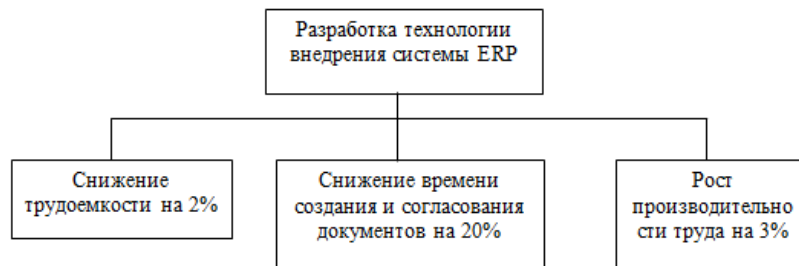 Разработка технологии
внедрения системы ERP
Снижение
трудоемкости на 2%
Снижение времени
создания и согласования
документов на 20%
Рост
производительно
сти труда на 3%